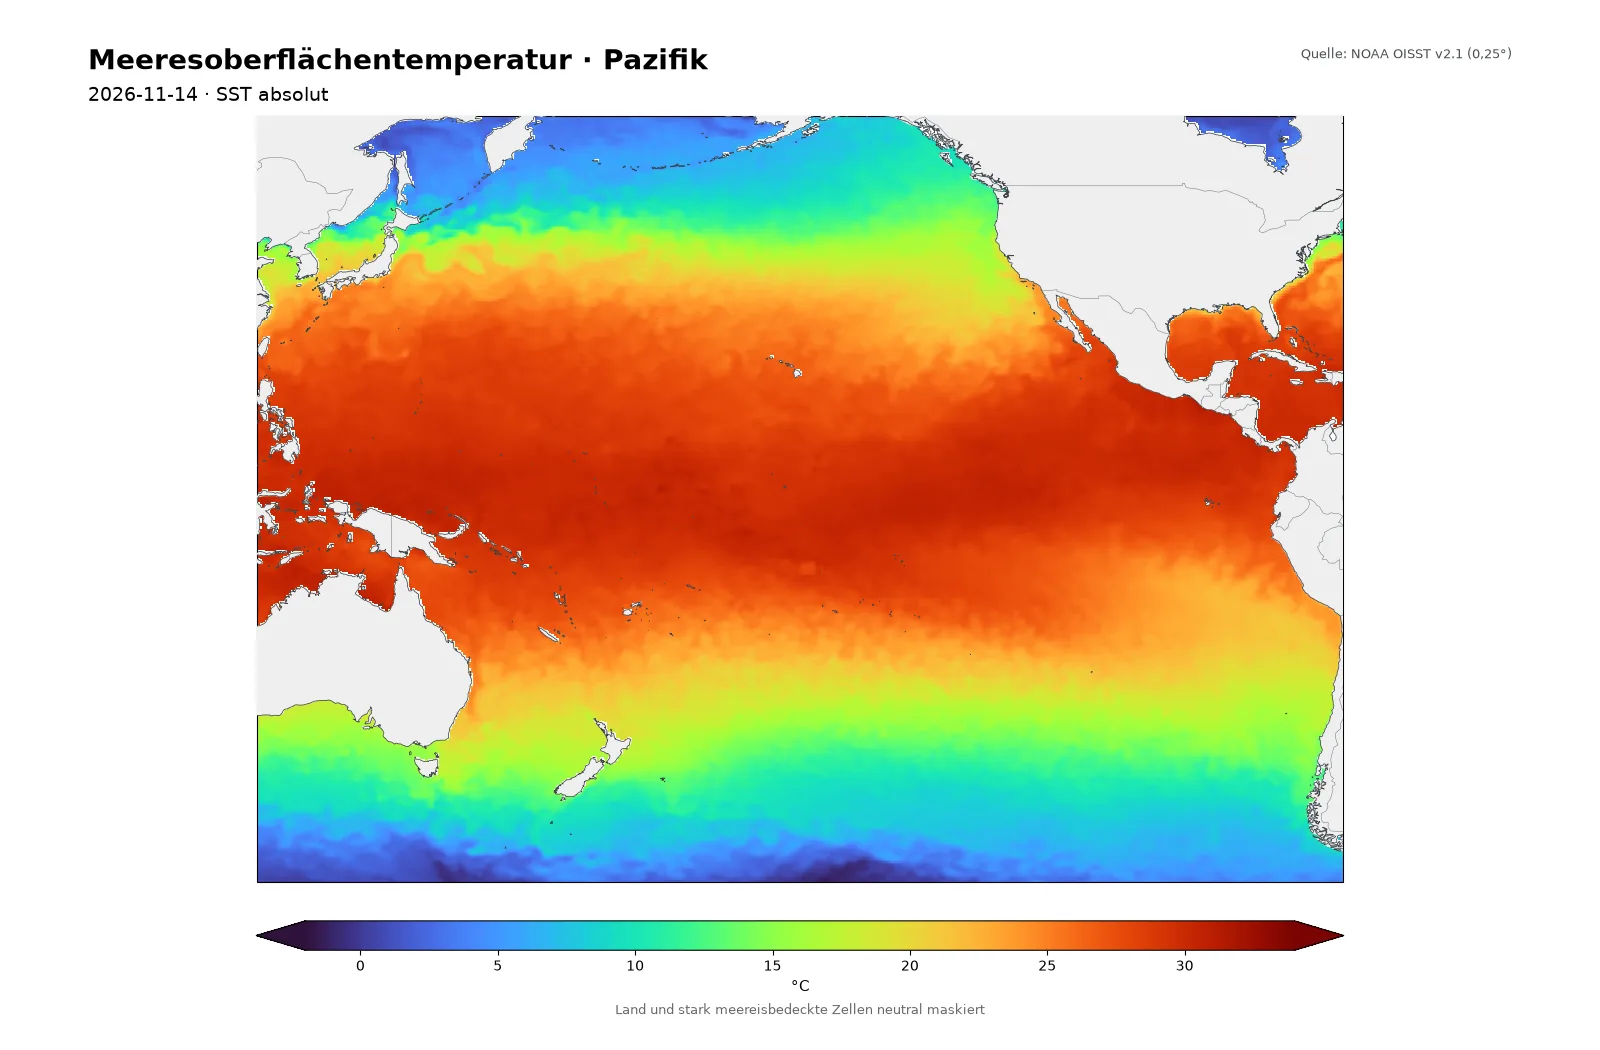 Meeresoberflächentemperatur · Pazifik
Quelle: NOAA OISST v2.1 (0,25°)
2026-11-14 · SST absolut
0 5 10 15 20 25 30
°C
Land und stark meereisbedeckte Zellen neutral maskiert